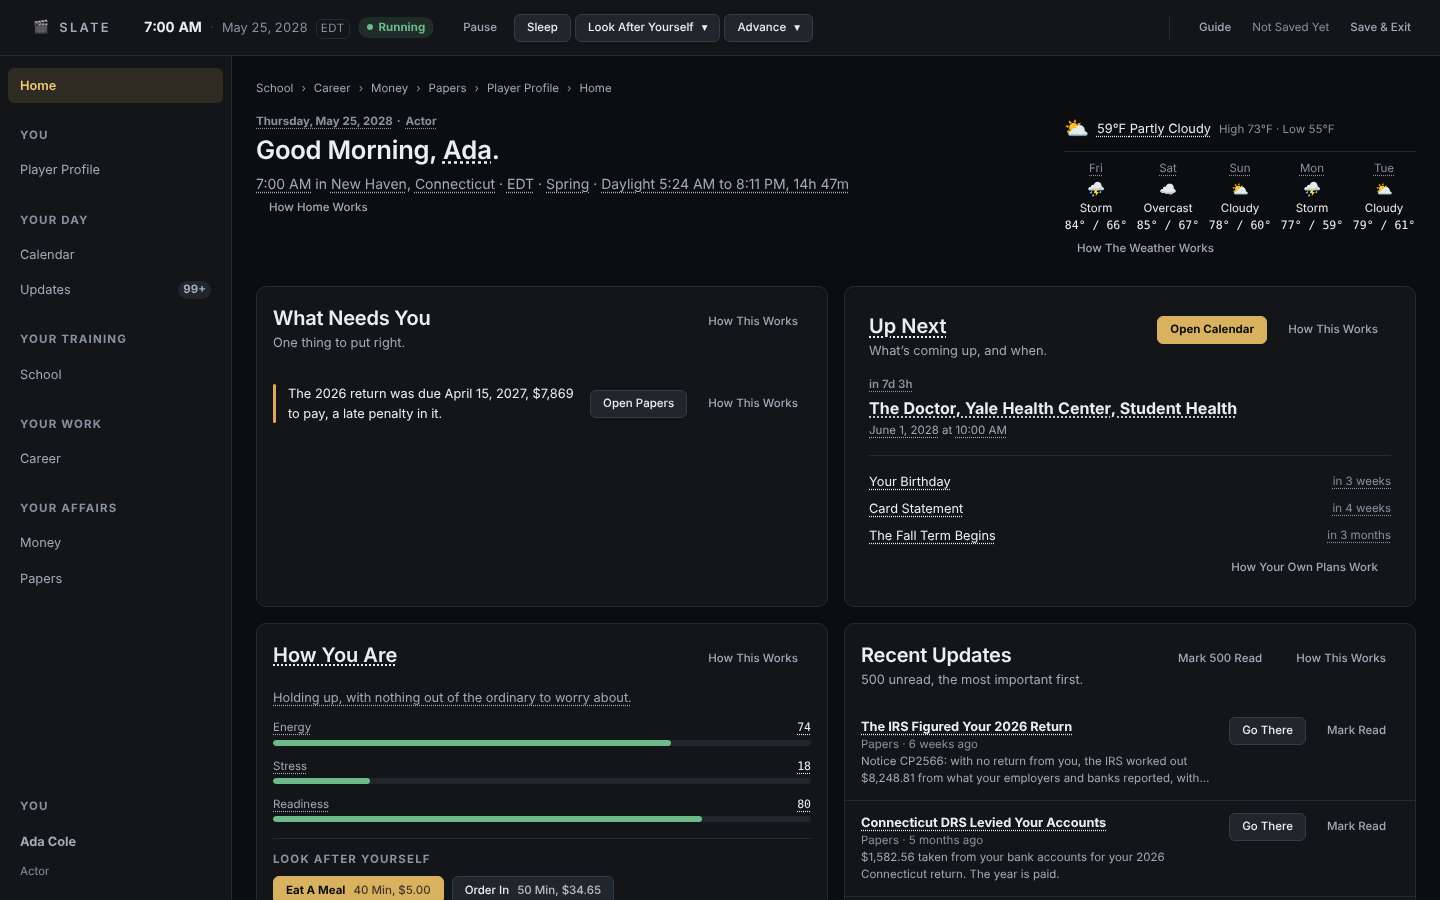 SLATE
7:00 AM · May 25, 2028 EDT Running
Pause
Sleep
Look After Yourself ▾
Advance ▾
Guide
Not Saved Yet
Save & Exit
Home
YOU
Player Profile
YOUR DAY
Calendar
Updates 99+
YOUR TRAINING
School
YOUR WORK
Career
YOUR AFFAIRS
Money
Papers
YOU
Ada Cole
Actor
School › Career › Money › Papers › Player Profile › Home
Thursday, May 25, 2028 · Actor
Good Morning, Ada.
7:00 AM in New Haven, Connecticut · EDT · Spring · Daylight 5:24 AM to 8:11 PM, 14h 47m
How Home Works
59°F Partly Cloudy High 73°F · Low 55°F
Fri Sat Sun Mon Tue
Storm Overcast Cloudy Storm Cloudy
84° / 66° 85° / 67° 78° / 60° 77° / 59° 79° / 61°
How The Weather Works
What Needs You
How This Works
One thing to put right.
The 2026 return was due April 15, 2027, $7,869
to pay, a late penalty in it.
Open Papers
How This Works
Up Next
Open Calendar
How This Works
What's coming up, and when.
in 7d 3h
The Doctor, Yale Health Center, Student Health
June 1, 2028 at 10:00 AM
Your Birthday in 3 weeks
Card Statement in 4 weeks
The Fall Term Begins in 3 months
How Your Own Plans Work
How You Are
How This Works
Holding up, with nothing out of the ordinary to worry about.
Energy 74
Stress 18
Readiness 80
LOOK AFTER YOURSELF
Eat A Meal 40 Min, $5.00
Order In 50 Min, $34.65
Recent Updates
Mark 500 Read
How This Works
500 unread, the most important first.
The IRS Figured Your 2026 Return
Go There
Mark Read
Papers · 6 weeks ago
Notice CP2566: with no return from you, the IRS worked out
$8,248.81 from what your employers and banks reported, with...
Connecticut DRS Levied Your Accounts
Go There
Mark Read
Papers · 5 months ago
$1,582.56 taken from your bank accounts for your 2026
Connecticut return. The year is paid.